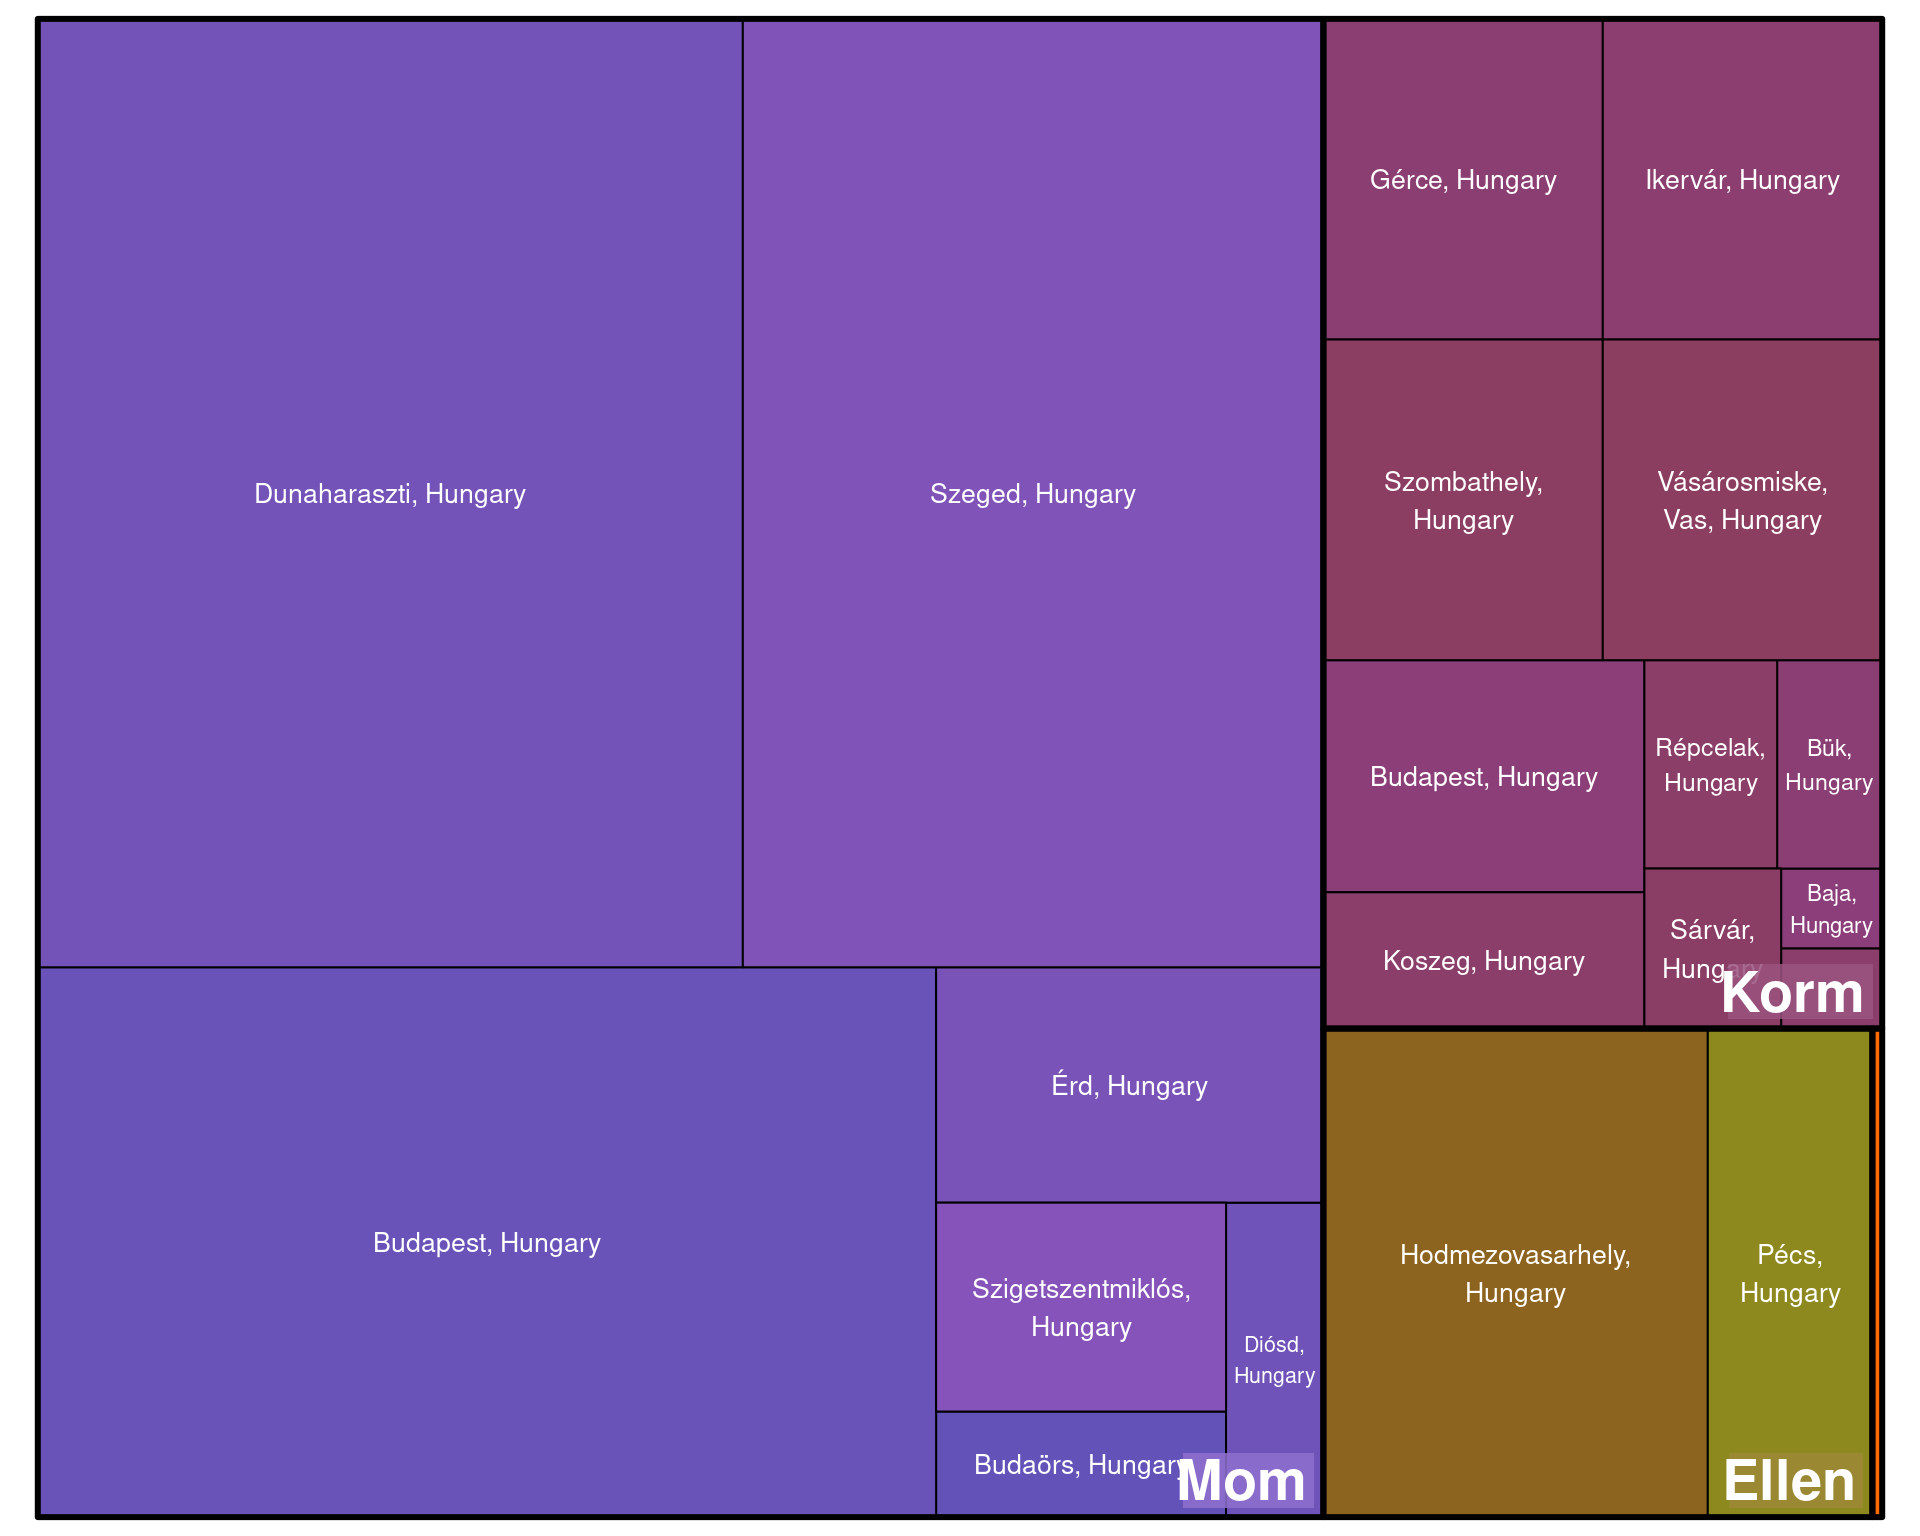 Dunaharaszti, Hungary
Szeged, Hungary
Budapest, Hungary
Érd, Hungary
Szigetszentmiklós,
Hungary
Diósd,
Hungary
Budaörs, Hungary
Mom
Gérce, Hungary
Ikervár, Hungary
Szombathely,
Hungary
Vásárosmiske,
Vas, Hungary
Budapest, Hungary
Répcelak,
Hungary
Bük,
Hungary
Koszeg, Hungary
Sárvár,
Hungary
Baja,
Hungary
Korm
Hodmezovasarhely,
Hungary
Pécs,
Hungary
Ellen